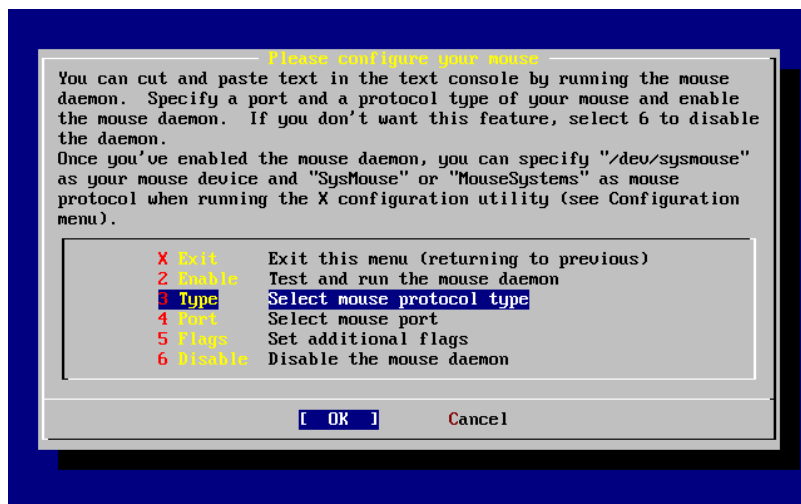 Please configure your mouse
You can cut and paste text in the text console by running the mouse
daemon.  Specify a port and a protocol type of your mouse and enable
the mouse daemon.  If you don't want this feature, select 6 to disable
the daemon.
Once you've enabled the mouse daemon, you can specify "/dev/sysmouse"
as your mouse device and "SysMouse" or "MouseSystems" as mouse
protocol when running the X configuration utility (see Configuration
menu).
X Exit     Exit this menu (returning to previous)
2 Enable   Test and run the mouse daemon
3 Type     Select mouse protocol type
4 Port     Select mouse port
5 Flags    Set additional flags
6 Disable  Disable the mouse daemon
[  OK  ]       Cancel